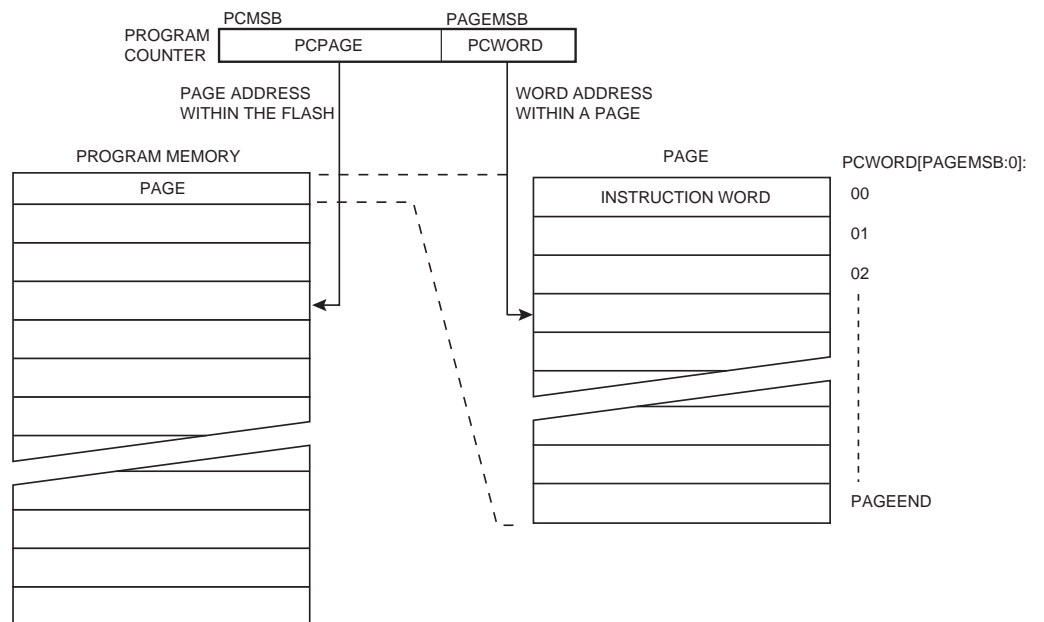 PCMSB
PAGEMSB
PROGRAM
COUNTER
PCPAGE
PCWORD
PAGE ADDRESS
WITHIN THE FLASH
WORD ADDRESS
WITHIN A PAGE
PROGRAM MEMORY
PAGE
PAGE
PCWORD[PAGEMSB:0]:
INSTRUCTION WORD
00
01
02
PAGEEND